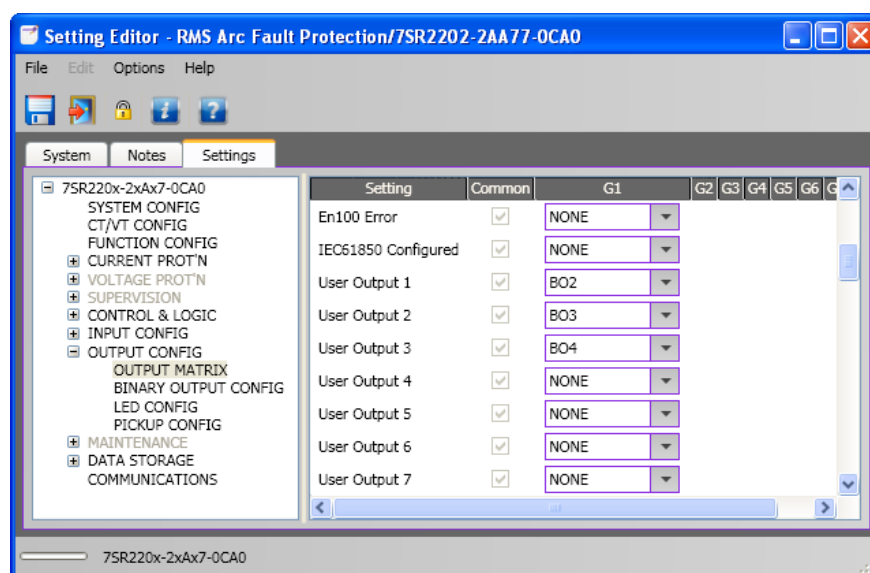 Setting Editor - RMS Arc Fault Protection/7SR2202-2AA77-0CA0
File Edit Options Help
System Notes Settings
7SR220x-2xAx7-0CA0
SYSTEM CONFIG
CT/VT CONFIG
FUNCTION CONFIG
CURRENT PROT'N
VOLTAGE PROT'N
SUPERVISION
CONTROL & LOGIC
INPUT CONFIG
OUTPUT CONFIG
OUTPUT MATRIX
BINARY OUTPUT CONFIG
LED CONFIG
PICKUP CONFIG
MAINTENANCE
DATA STORAGE
COMMUNICATIONS
Setting Common G1 G2 G3 G4 G5 G6 G
En100 Error NONE
IEC61850 Configured NONE
User Output 1 BO2
User Output 2 BO3
User Output 3 BO4
User Output 4 NONE
User Output 5 NONE
User Output 6 NONE
User Output 7 NONE
7SR220x-2xAx7-0CA0